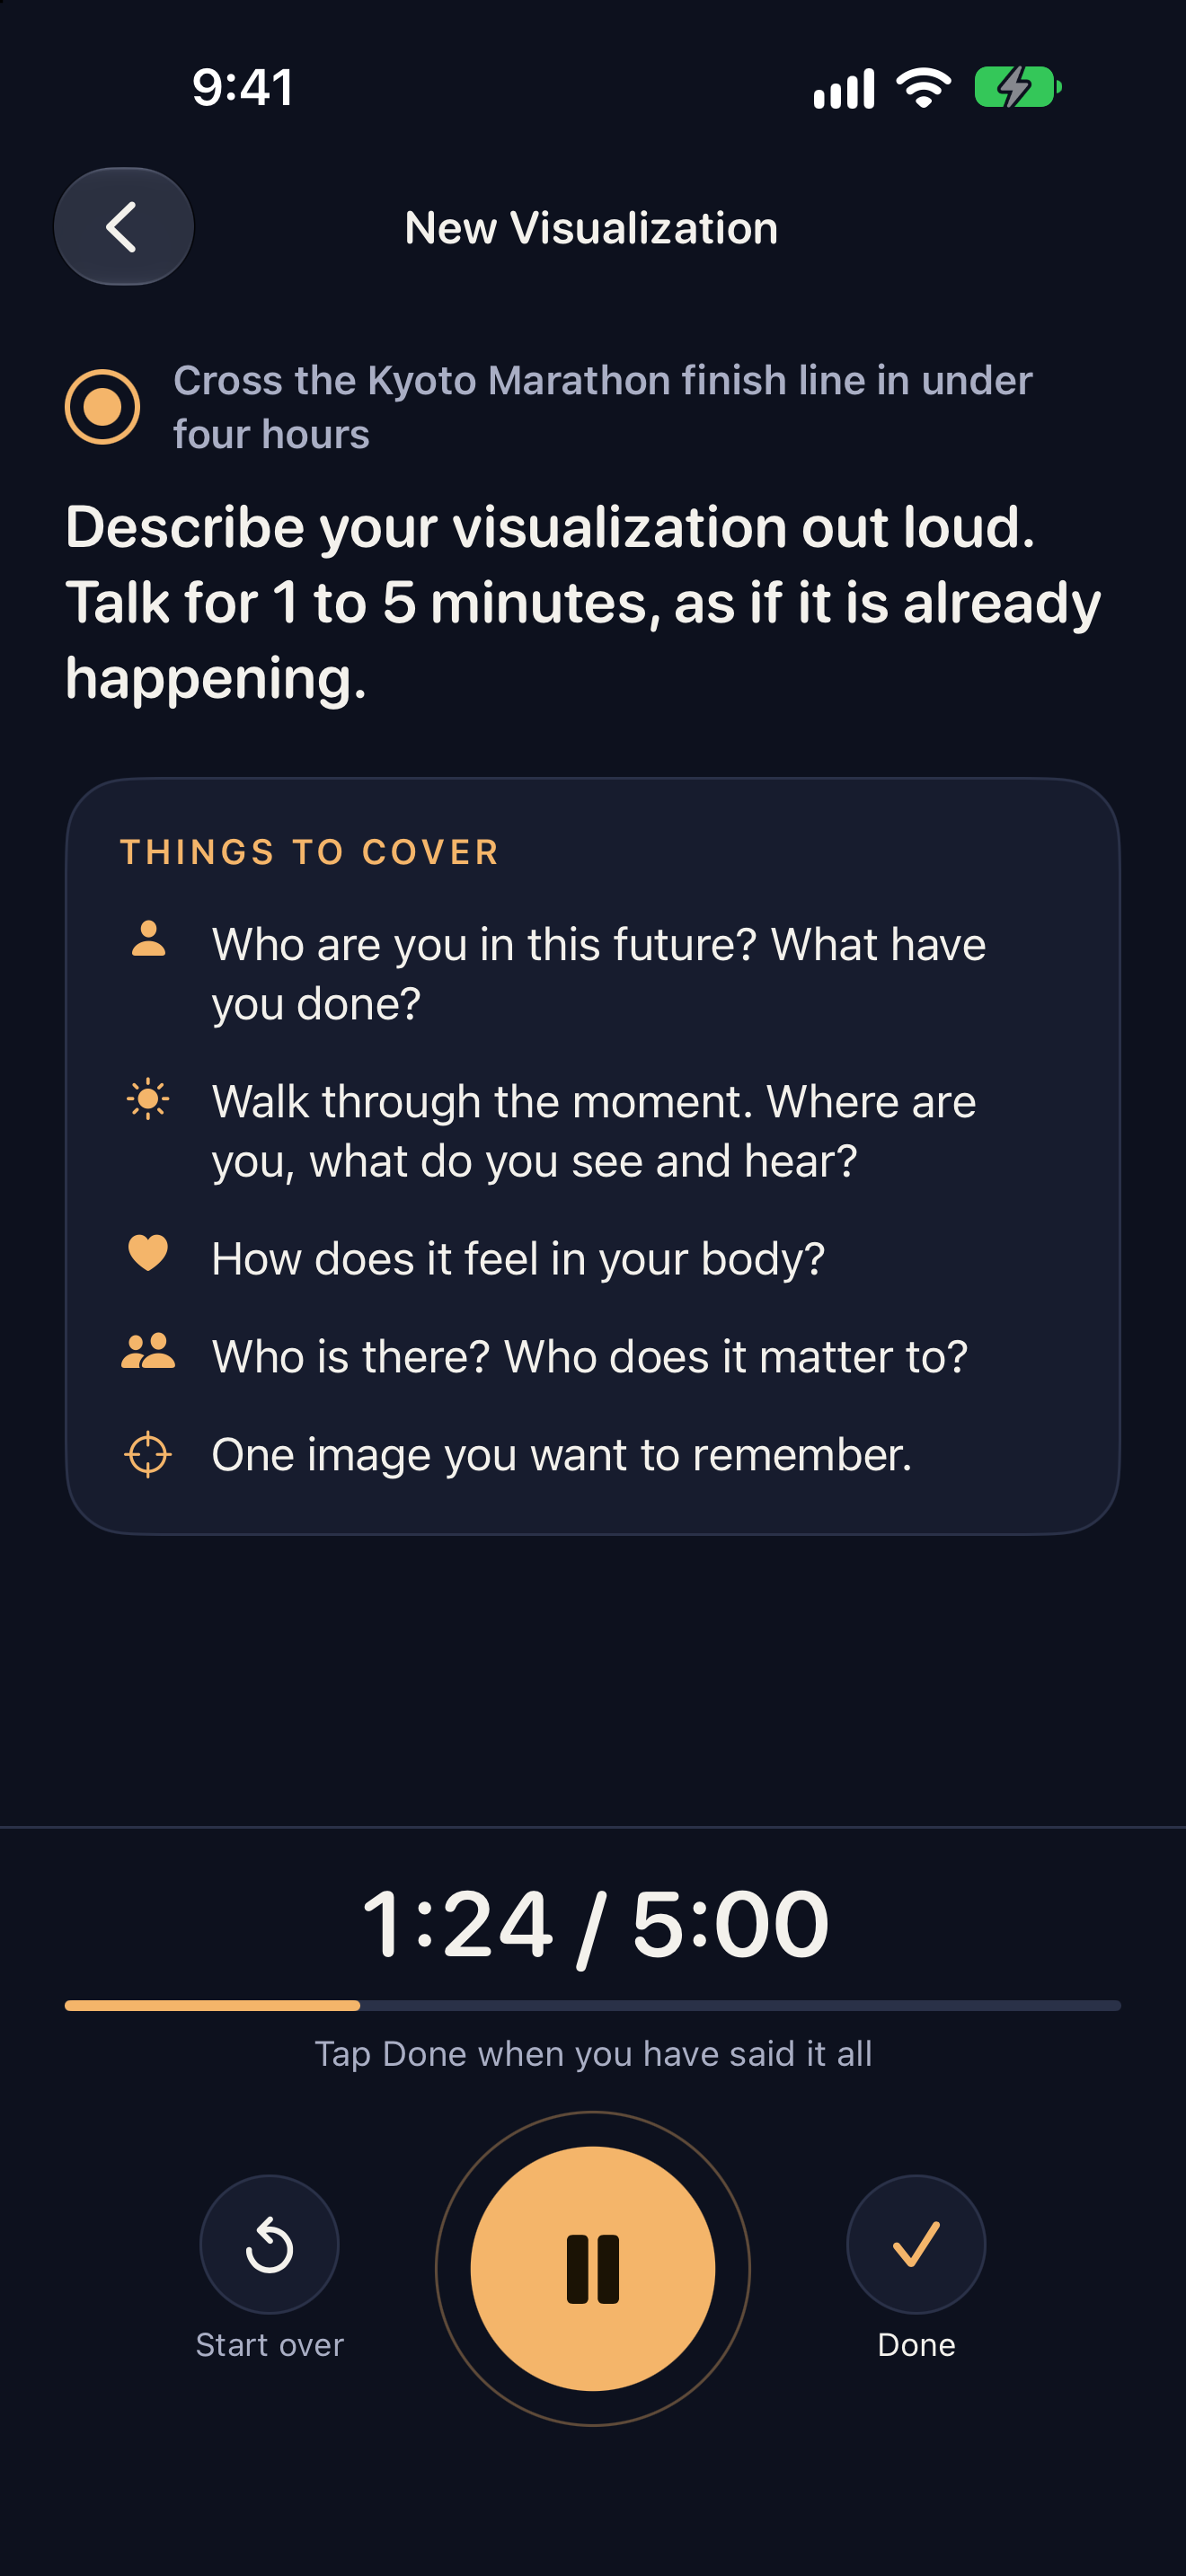 9:41
New Visualization
Cross the Kyoto Marathon finish line in under
four hours
Describe your visualization out loud.
Talk for 1 to 5 minutes, as if it is already
happening.
THINGS TO COVER
Who are you in this future? What have
you done?
Walk through the moment. Where are
you, what do you see and hear?
How does it feel in your body?
Who is there? Who does it matter to?
One image you want to remember.
1:24 / 5:00
Tap Done when you have said it all
Start over
Done